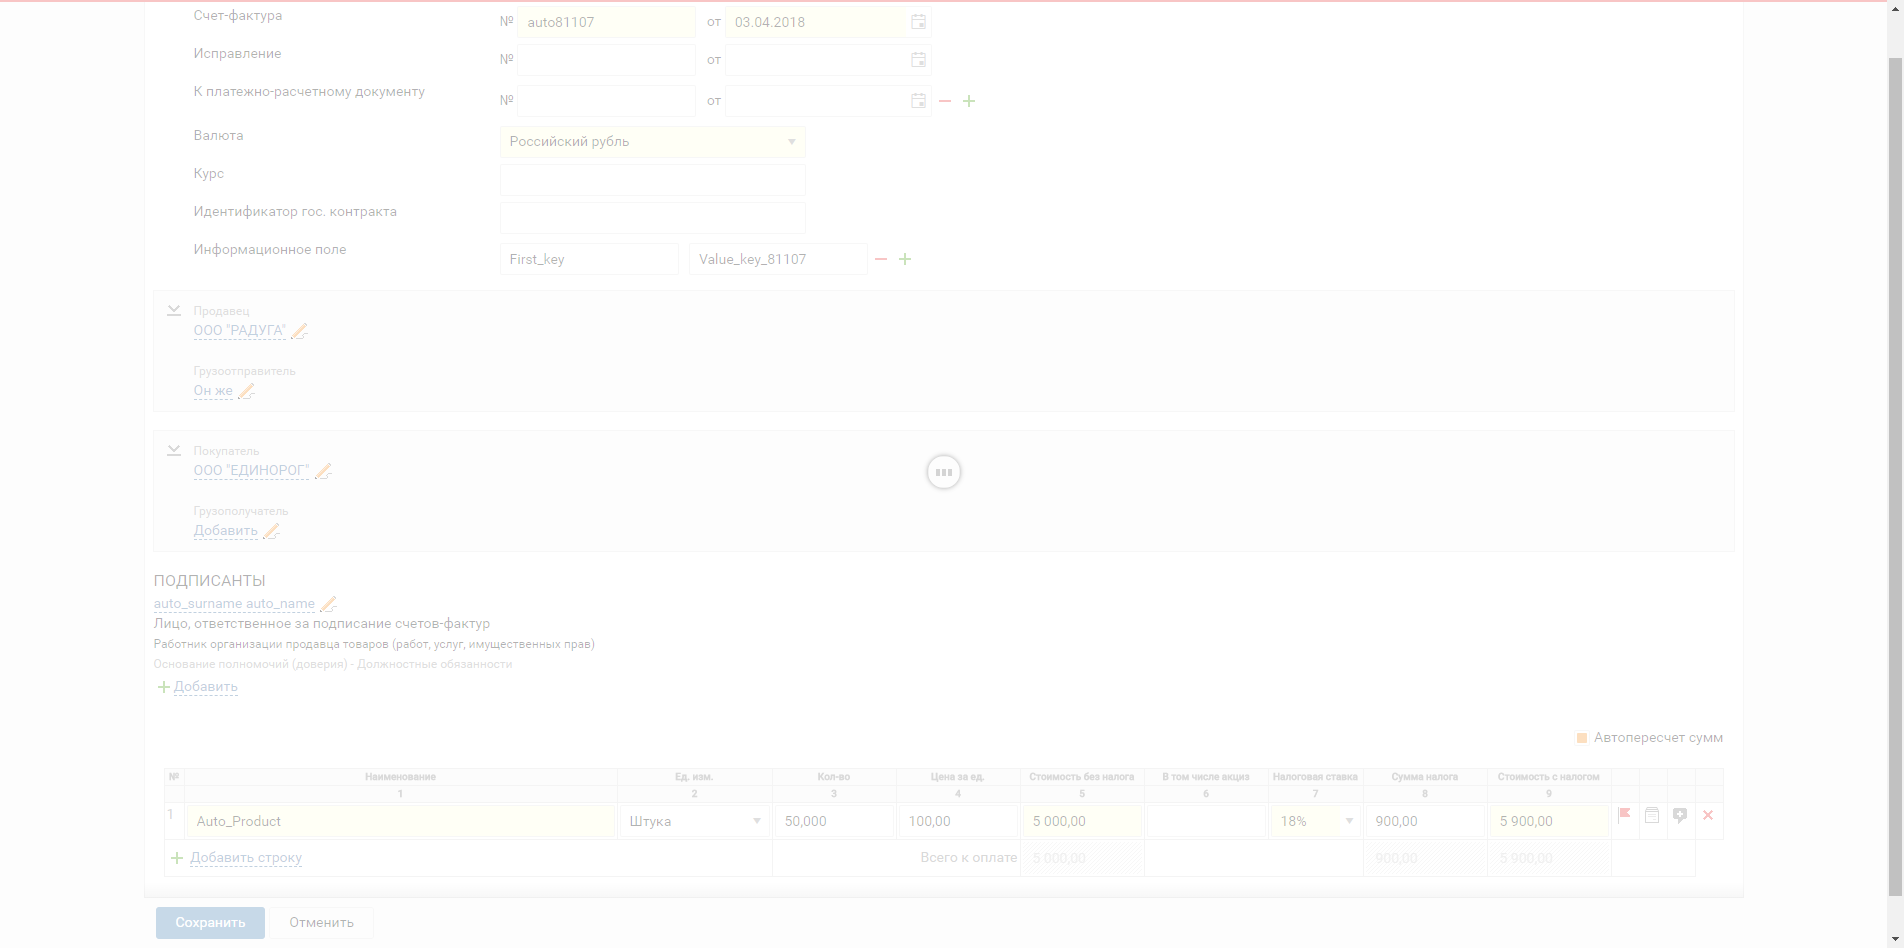 Счет-фактура № auto81107 от 03.04.2018
Исправление № от
К платежно-расчетному документу № от
Валюта Российский рубль
Курс
Идентификатор гос. контракта
Информационное поле First_key Value_key_81107
Продавец
ООО "РАДУГА"
Грузоотправитель
Он же
Покупатель
ООО "ЕДИНОРОГ"
Грузополучатель
Добавить
ПОДПИСАНТЫ
auto_surname auto_name
Лицо, ответственное за подписание счетов-фактур
Работник организации продавца товаров (работ, услуг, имущественных прав)
Основание полномочий (доверия) - Должностные обязанности
Добавить
Автопересчет сумм
№ Наименование Ед. изм. Кол-во Цена за ед. Стоимость без налога В том числе акциз Налоговая ставка Сумма налога Стоимость с налогом
1 2 3 4 5 6 7 8 9
1 Auto_Product Штука 50,000 100,00 5 000,00 18% 900,00 5 900,00
Добавить строку Всего к оплате 5 000,00 900,00 5 900,00
Сохранить Отменить